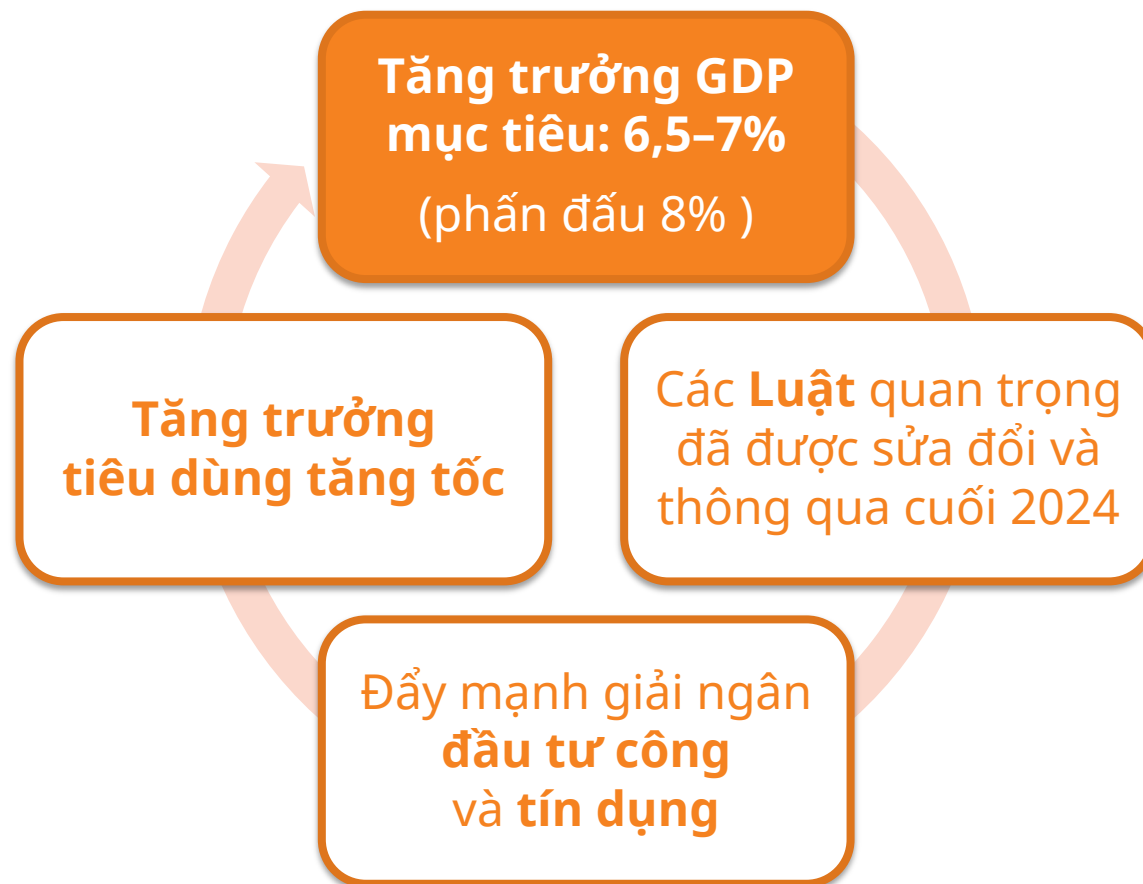 Tăng trưởng GDP
mục tiêu: 6,5–7%
(phấn đấu 8% )
Các Luật quan trọng
đã được sửa đổi và
thông qua cuối 2024
Đẩy mạnh giải ngân
đầu tư công
và tín dụng
Tăng trưởng
tiêu dùng tăng tốc